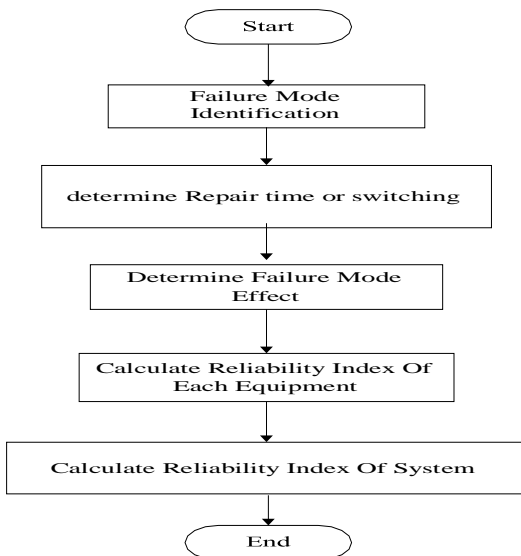 Start
Failure Mode
Identification
determine Repair time or switching
Determine Failure Mode
Effect
Calculate Reliability Index Of
Each Equipment
Calculate Reliability Index Of System
End